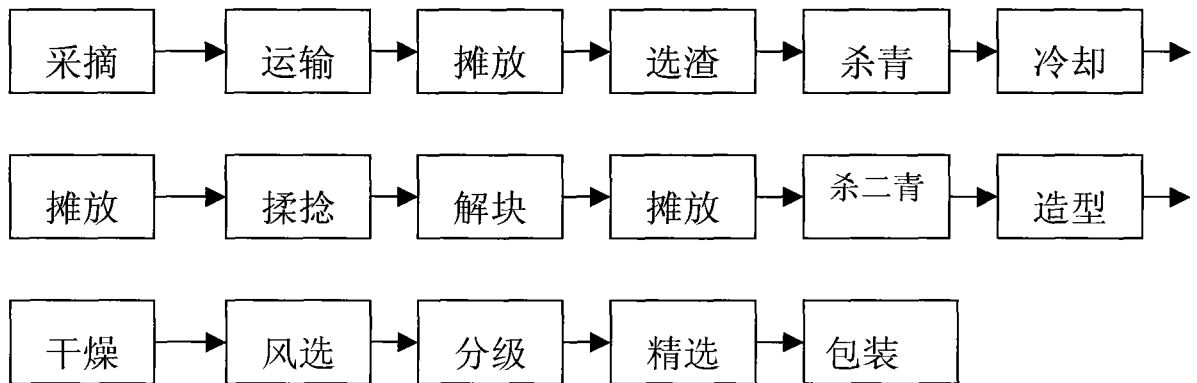 采摘 运输 摊放 选渣 杀青 冷却
摊放 揉捻 解块 摊放 杀二青 造型
干燥 风选 分级 精选 包装